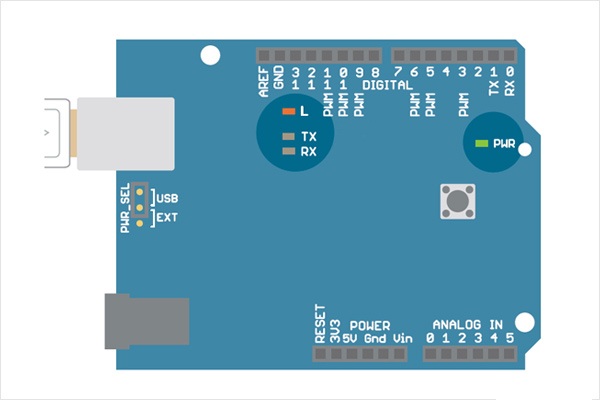 AREF GND 13 12 11 10 9 8 7 6 5 4 3 2 1 0
PWM PWM PWM DIGITAL PWM PWM PWM TX RX
L
TX
RX
PWR
PWR_SEL
USB
EXT
RESET 3V3 5V Gnd Vin
POWER
ANALOG IN
0 1 2 3 4 5